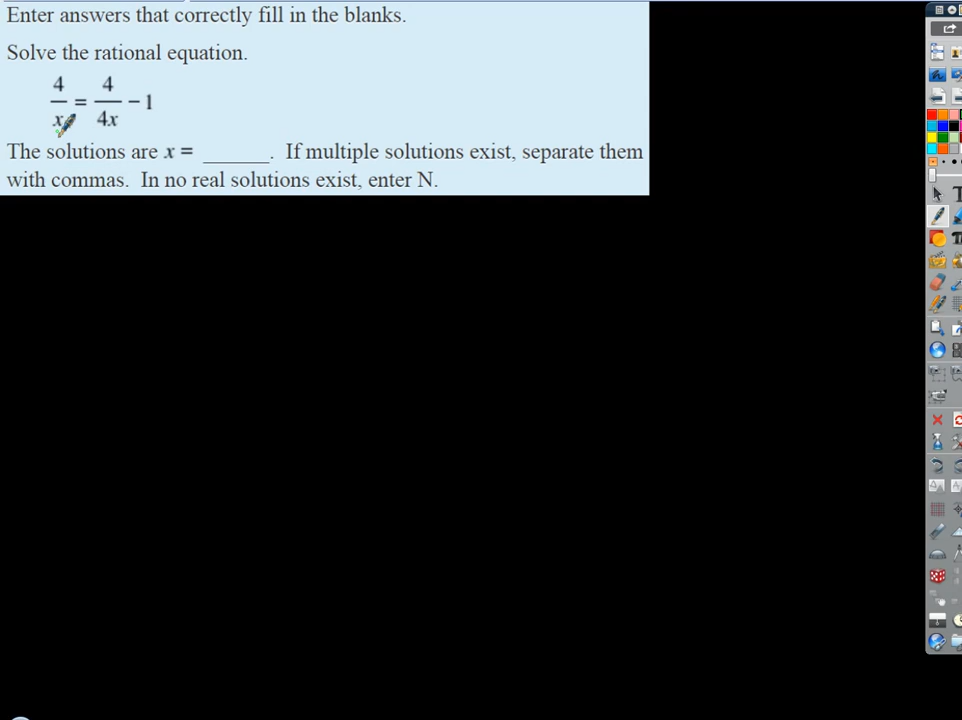 Enter answers that correctly fill in the blanks.
Solve the rational equation.
4/x = 4/4x − 1
The solutions are x = ______. If multiple solutions exist, separate them
with commas. In no real solutions exist, enter N.